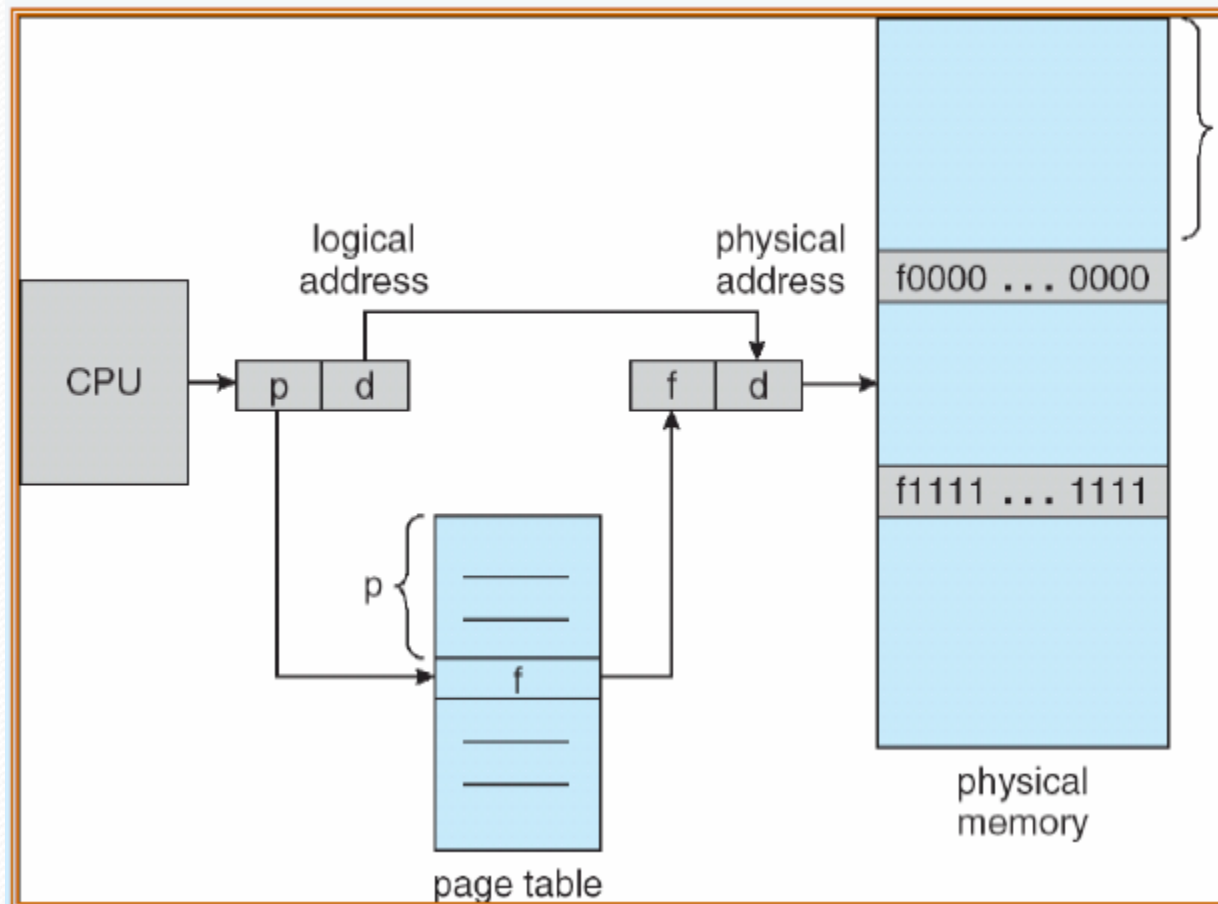 logical
address
physical
address
f0000 ... 0000
CPU
p
d
f
d
f1111 ... 1111
p
f
physical
memory
page table